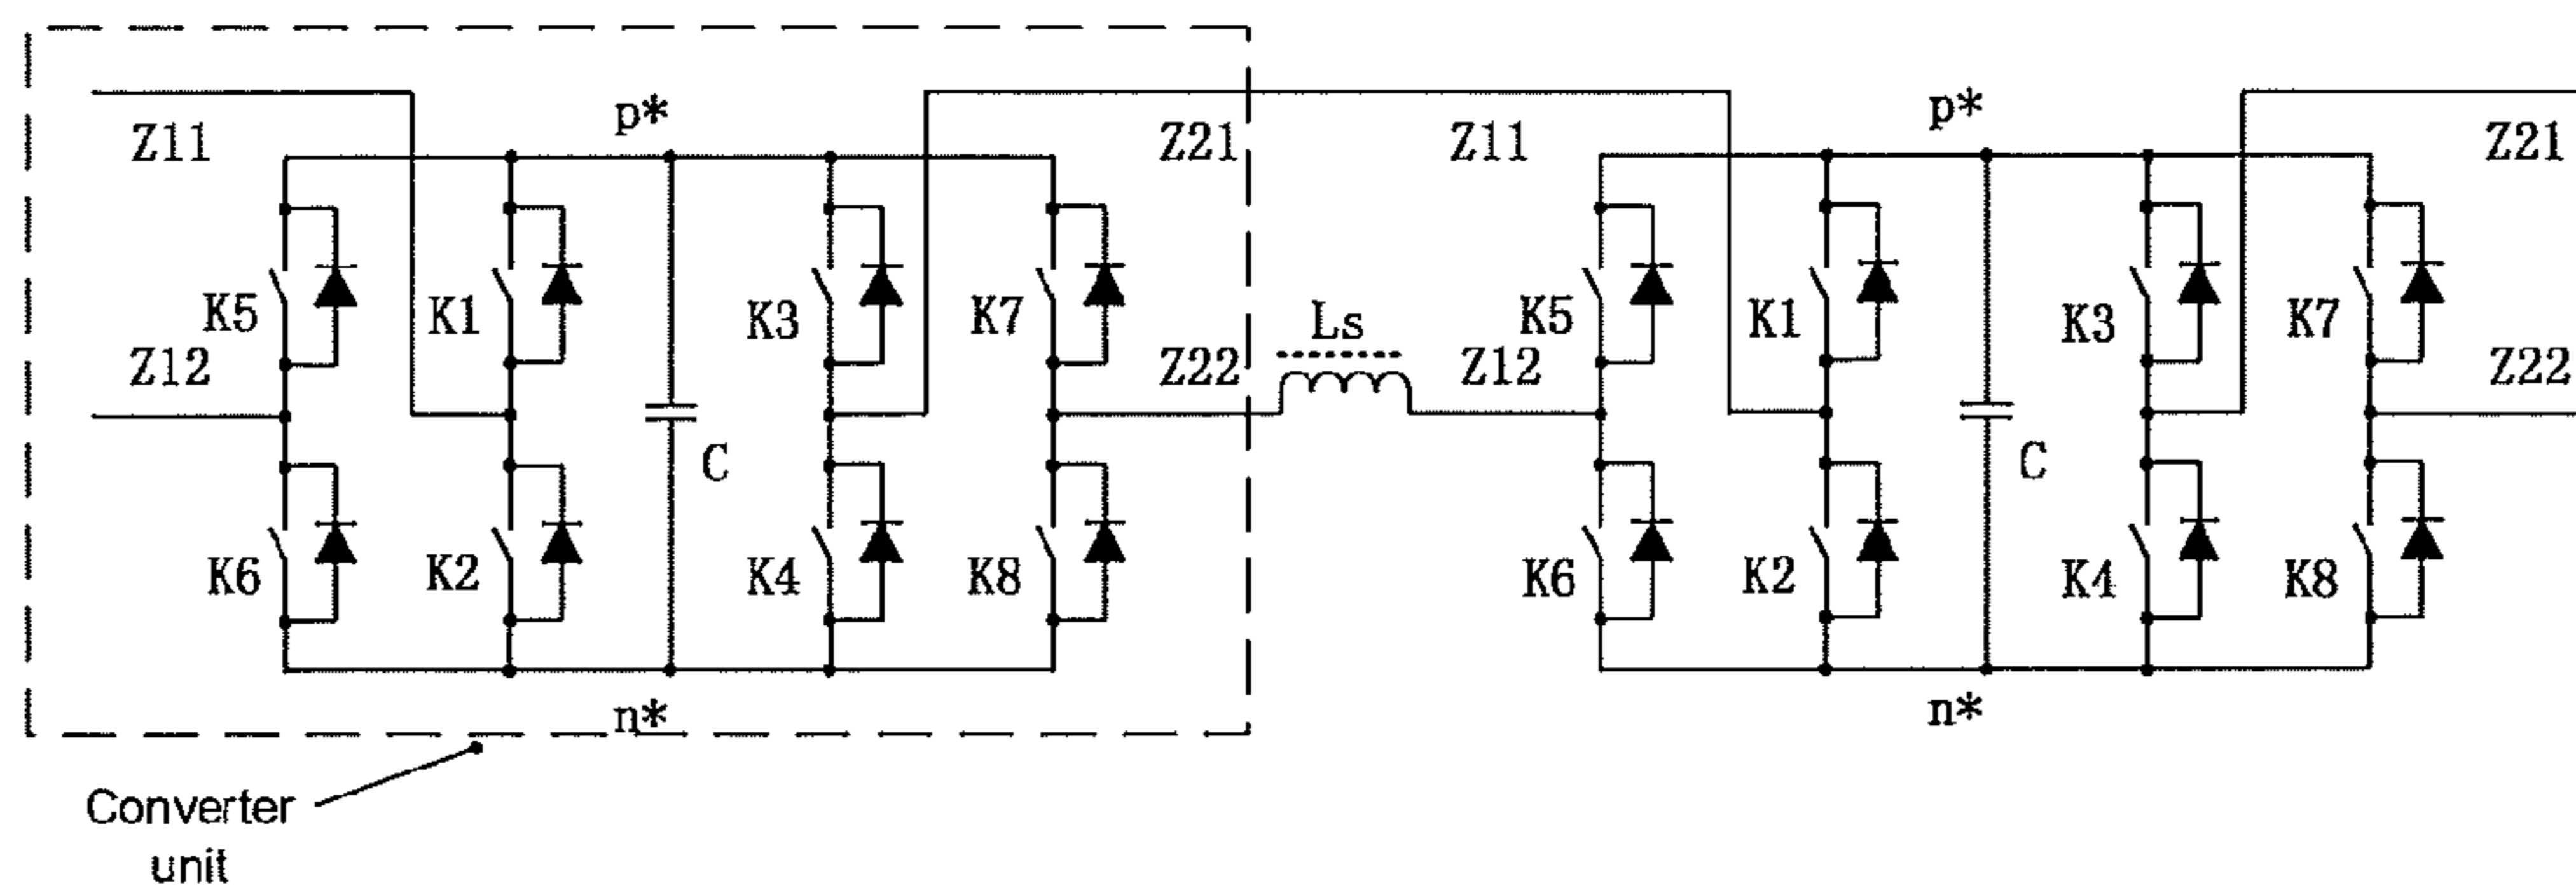 p*
p*
Z11
Z21
Z11
Z21
K5
K1
K3
K7
Ls
K5
K1
K3
K7
Z12
Z22
Z12
Z22
C
C
K6
K2
K4
K8
K6
K2
K4
K8
n*
n*
Converter
unit